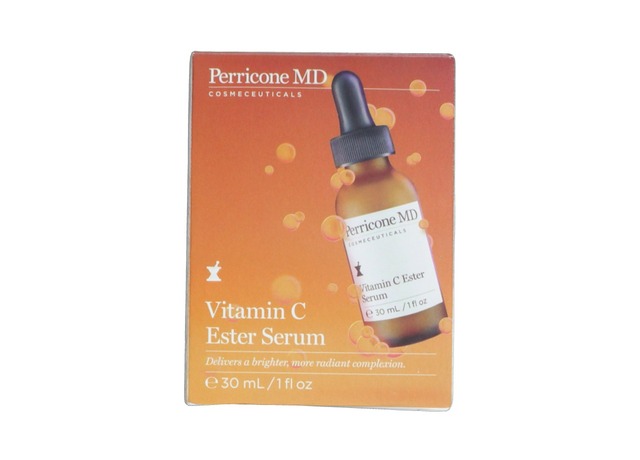 Perricone MD
COSMECEUTICALS
Perricone MD
COSMECEUTICALS
Vitamin C Ester
Serum
℮ 30 mL / 1 fl oz
Vitamin C
Ester Serum
Delivers a brighter, more radiant complexion.
℮ 30 mL / 1 fl oz